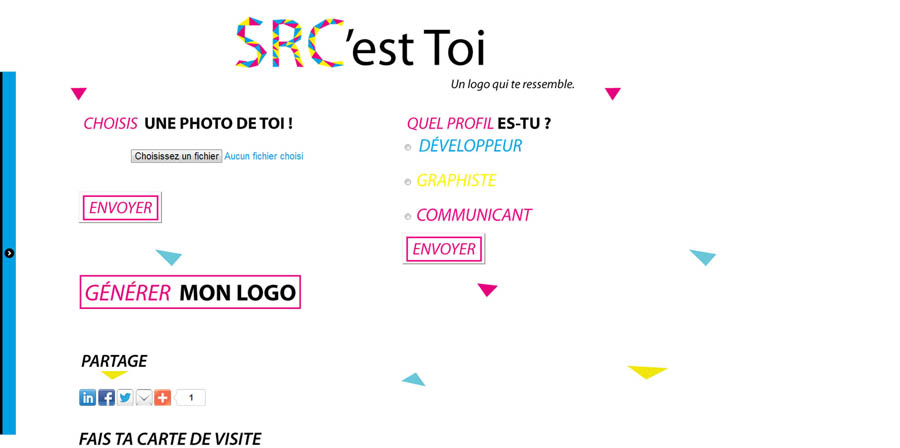 SRC'est Toi
Un logo qui te ressemble.
CHOISIS UNE PHOTO DE TOI !
Choisissez un fichier Aucun fichier choisi
ENVOYER
QUEL PROFIL ES-TU ?
DÉVELOPPEUR
GRAPHISTE
COMMUNICANT
ENVOYER
GÉNÉRER MON LOGO
PARTAGE
in f 1
FAIS TA CARTE DE VISITE